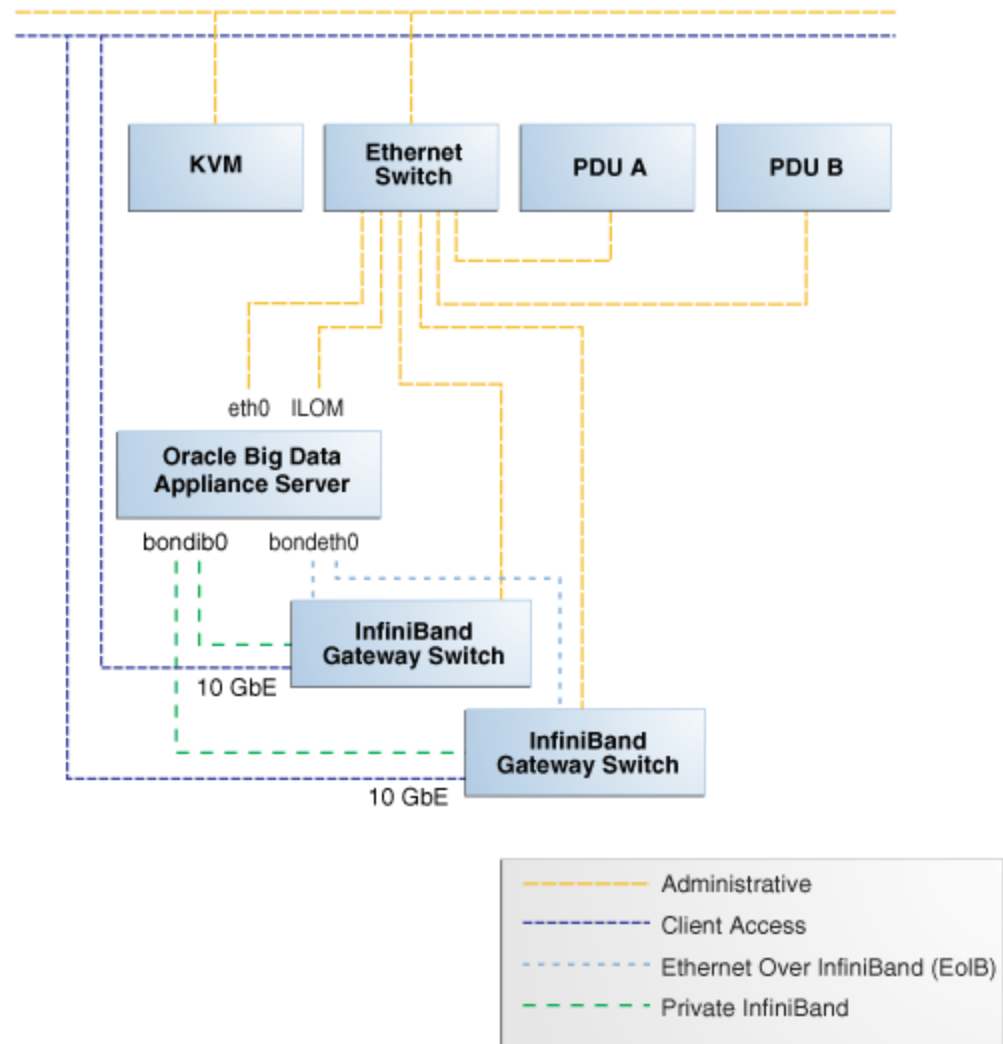 KVM
Ethernet
Switch
PDU A
PDU B
eth0 ILOM
Oracle Big Data
Appliance Server
bondib0 bondeth0
InfiniBand
Gateway Switch
10 GbE
InfiniBand
Gateway Switch
10 GbE
Administrative
Client Access
Ethernet Over InfiniBand (EoIB)
Private InfiniBand